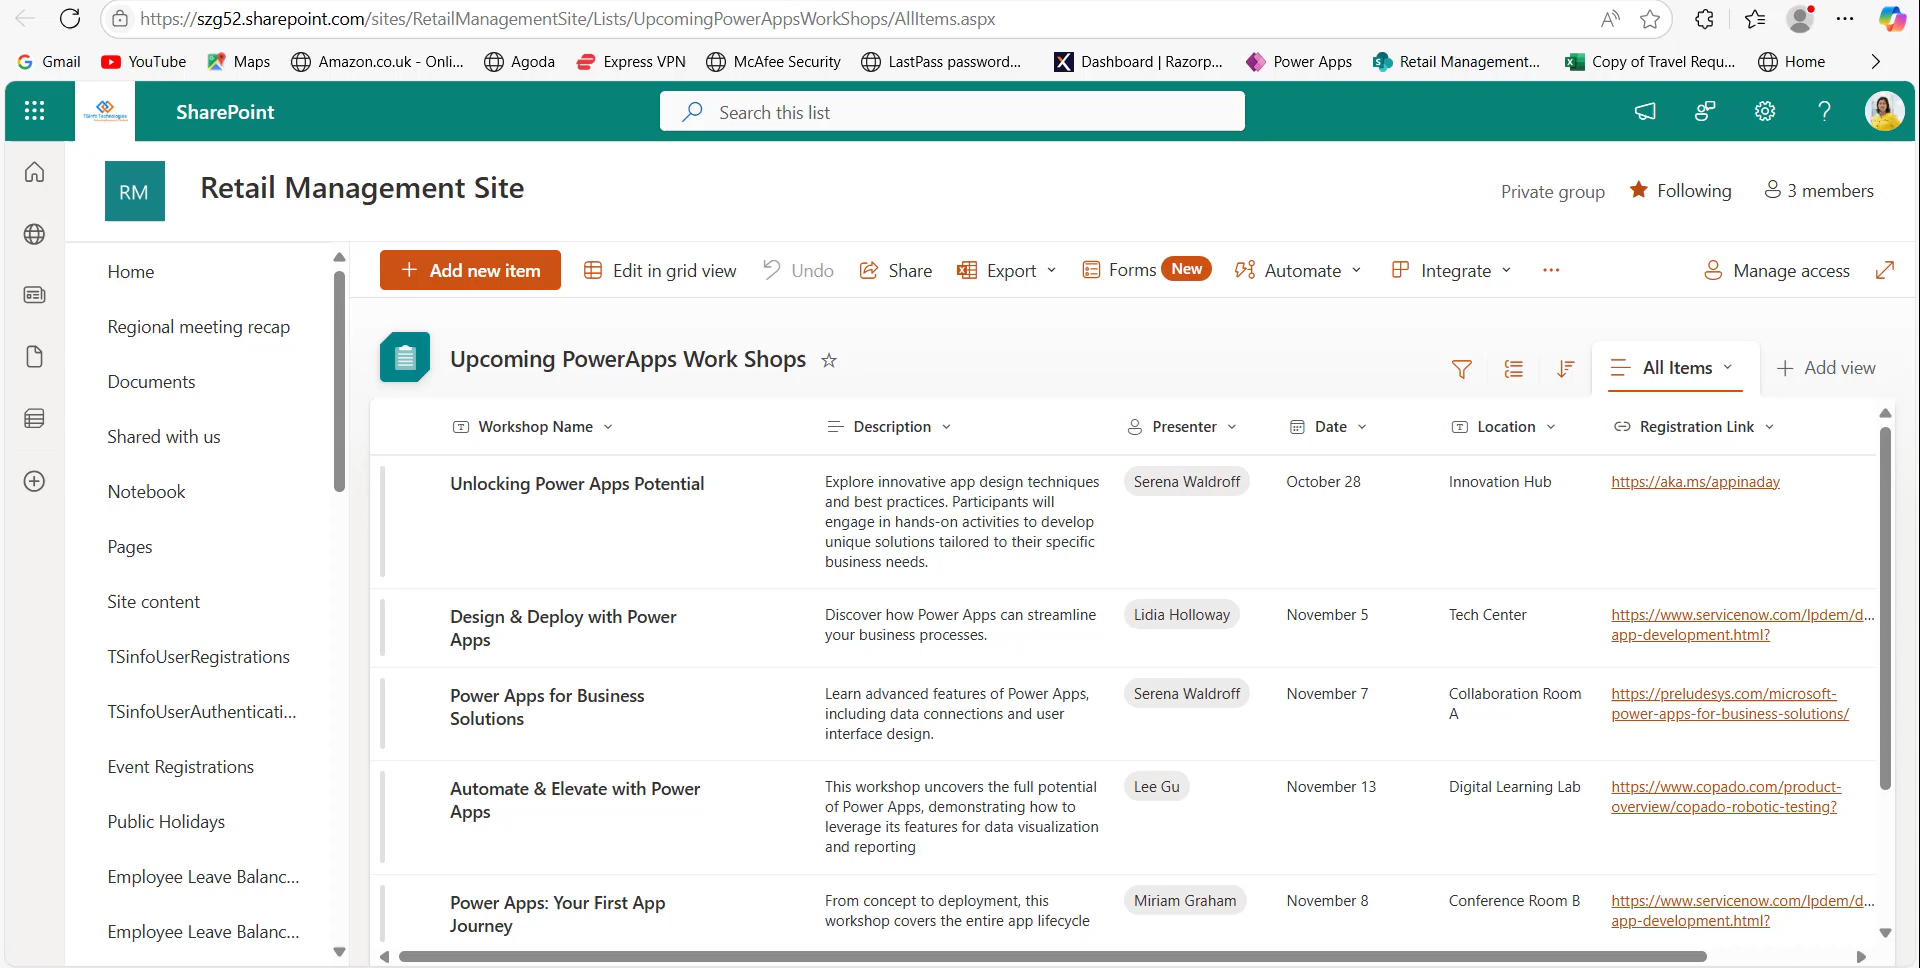 https://szg52.sharepoint.com/sites/RetailManagementSite/Lists/UpcomingPowerAppsWorkShops/AllItems.aspx
Gmail YouTube Maps Amazon.co.uk - Onli... Agoda Express VPN McAfee Security LastPass password... Dashboard | Razorp... Power Apps Retail Management... Copy of Travel Requ... Home
TSinfo Technologies SharePoint Search this list
RM Retail Management Site Private group Following 3 members
Home
Regional meeting recap
Documents
Shared with us
Notebook
Pages
Site content
TSinfoUserRegistrations
TSinfoUserAuthenticati...
Event Registrations
Public Holidays
Employee Leave Balanc...
Employee Leave Balanc...
+ Add new item Edit in grid view Undo Share Export Forms New Automate Integrate ... Manage access
Upcoming PowerApps Work Shops All Items + Add view
Workshop Name Description Presenter Date Location Registration Link
Unlocking Power Apps Potential
Explore innovative app design techniques
and best practices. Participants will
engage in hands-on activities to develop
unique solutions tailored to their specific
business needs.
Serena Waldroff
October 28
Innovation Hub
https://aka.ms/appinaday
Design & Deploy with Power
Apps
Discover how Power Apps can streamline
your business processes.
Lidia Holloway
November 5
Tech Center
https://www.servicenow.com/lpdem/d...
app-development.html?
Power Apps for Business
Solutions
Learn advanced features of Power Apps,
including data connections and user
interface design.
Serena Waldroff
November 7
Collaboration Room
A
https://preludesys.com/microsoft-
power-apps-for-business-solutions/
Automate & Elevate with Power
Apps
This workshop uncovers the full potential
of Power Apps, demonstrating how to
leverage its features for data visualization
and reporting
Lee Gu
November 13
Digital Learning Lab
https://www.copado.com/product-
overview/copado-robotic-testing?
Power Apps: Your First App
Journey
From concept to deployment, this
workshop covers the entire app lifecycle
Miriam Graham
November 8
Conference Room B
https://www.servicenow.com/lpdem/d...
app-development.html?